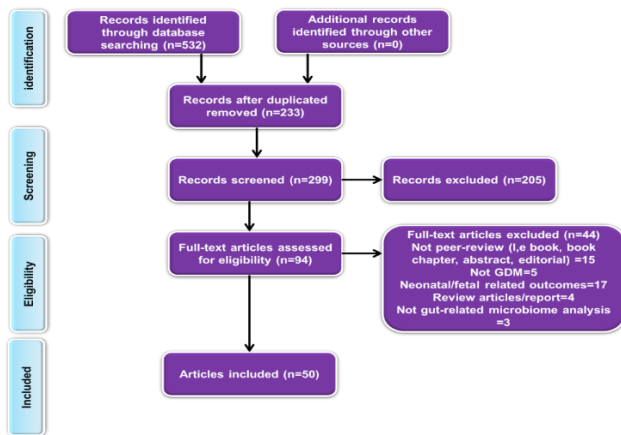 identification
Records identified
through database
searching (n=532)
Additional records
identified through other
sources (n=0)
Records after duplicated
removed (n=233)
Screening
Records screened (n=299)
Records excluded (n=205)
Eligibility
Full-text articles assessed
for eligibility (n=94)
Full-text articles excluded (n=44)
Not peer-review (I,e book, book
chapter, abstract, editorial) =15
Not GDM=5
Neonatal/fetal related outcomes=17
Review articles/report=4
Not gut-related microbiome analysis
=3
Included
Articles included (n=50)